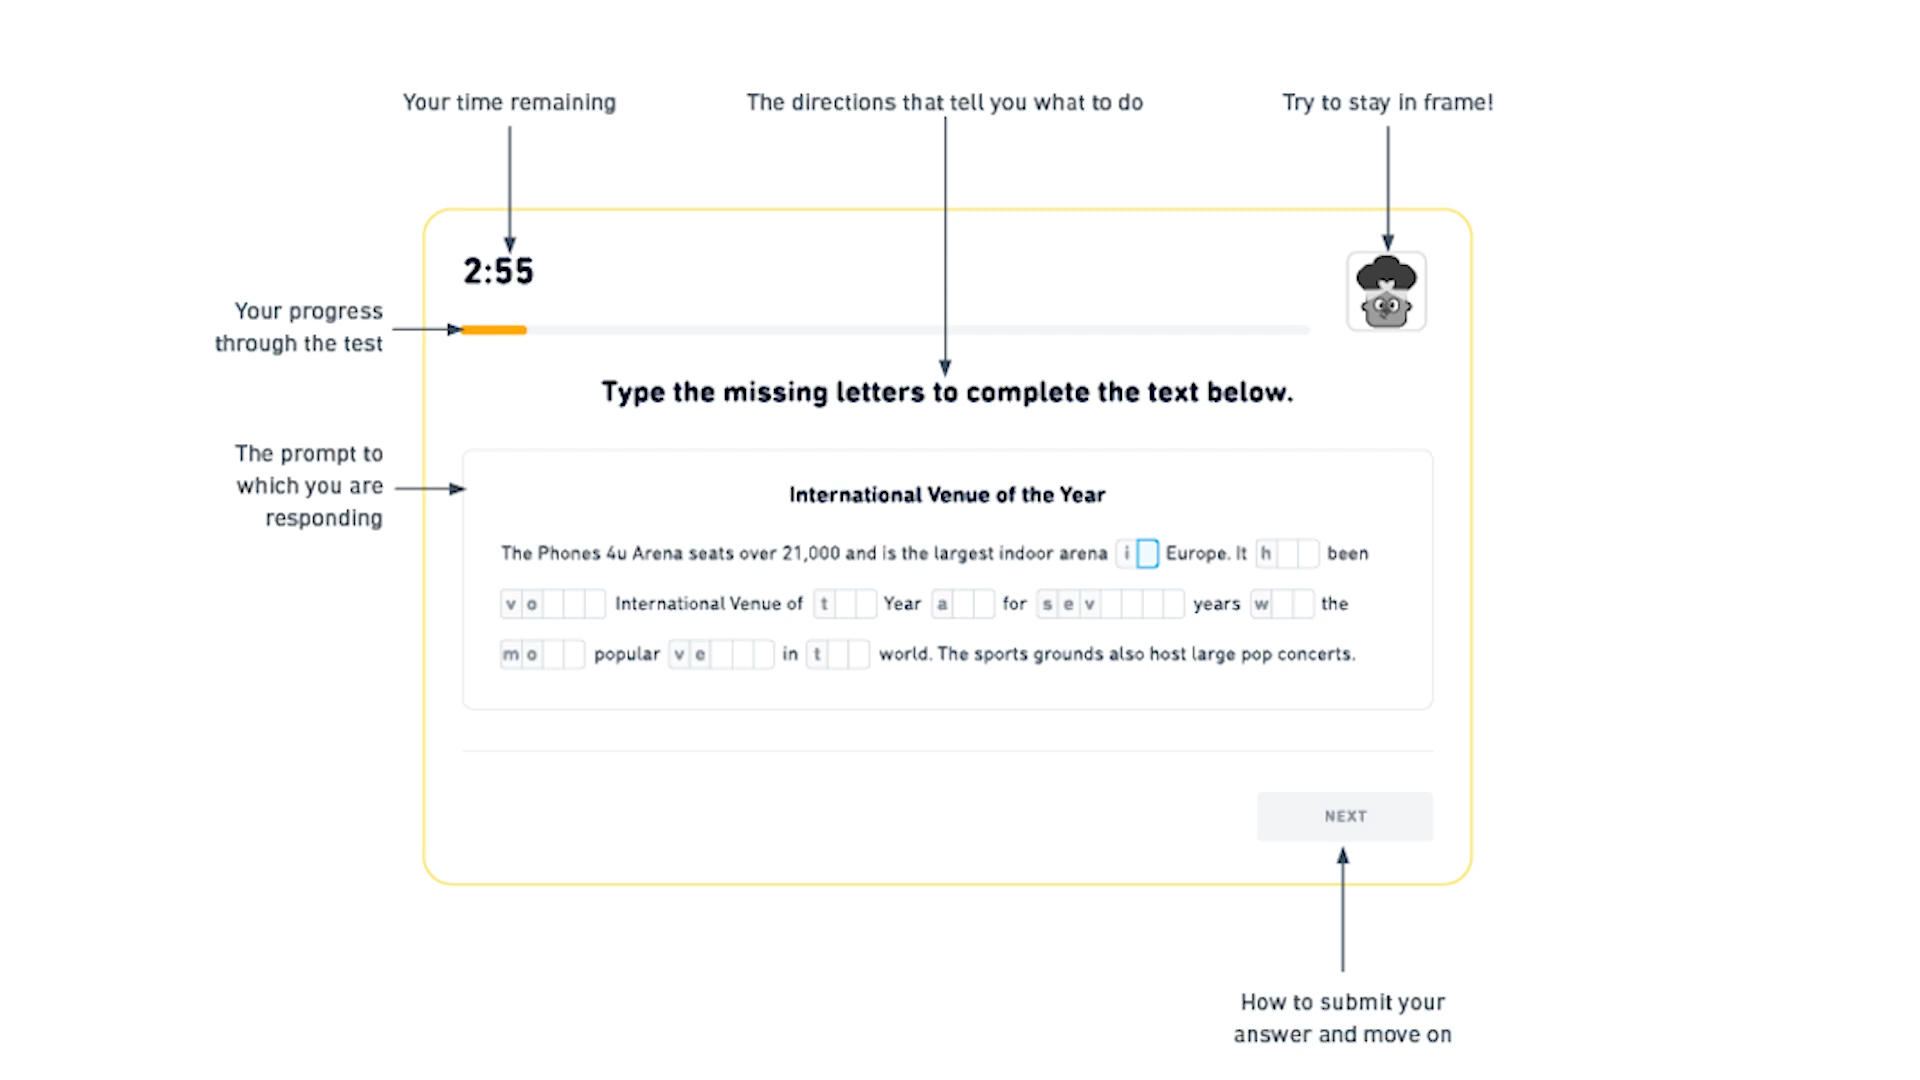 Your time remaining
The directions that tell you what to do
Try to stay in frame!
2:55
Your progress
through the test
Type the missing letters to complete the text below.
The prompt to
which you are
responding
International Venue of the Year
The Phones 4u Arena seats over 21,000 and is the largest indoor arena i Europe. It h been
vo International Venue of t Year a for sev years w the
mo popular ve in t world. The sports grounds also host large pop concerts.
NEXT
How to submit your
answer and move on